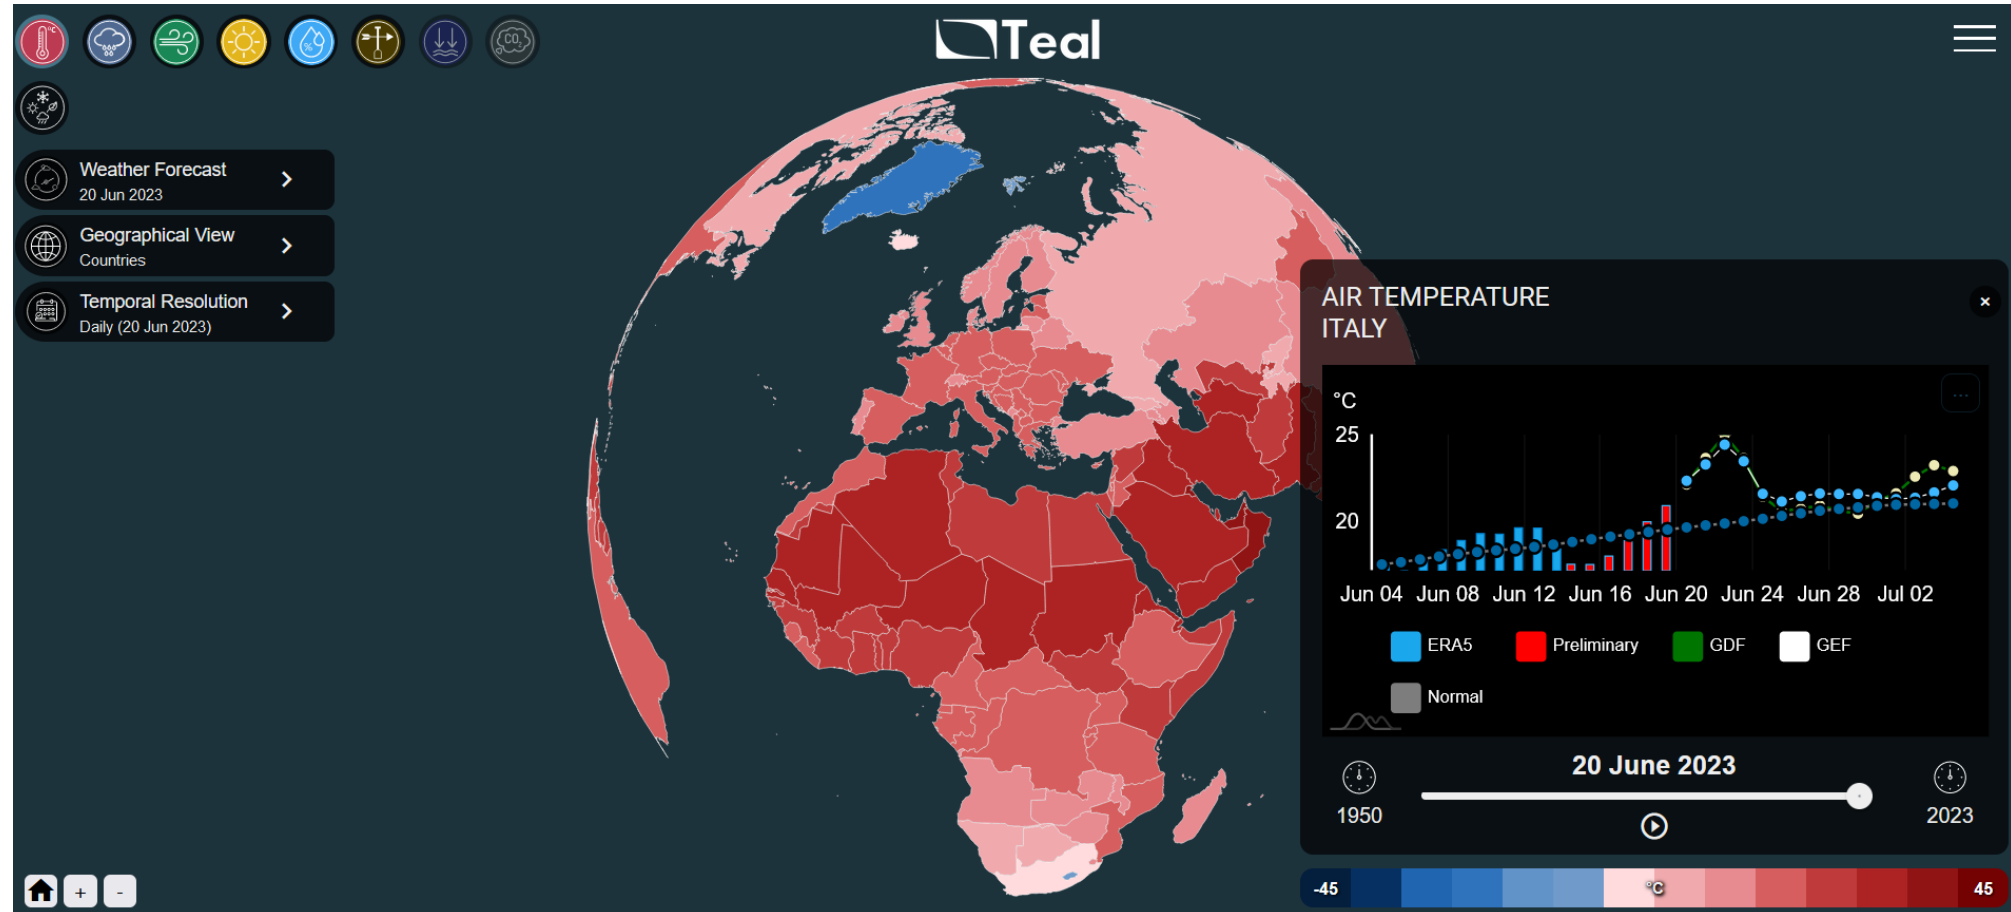 °C
%
CO₂
Teal
Weather Forecast
20 Jun 2023
Geographical View
Countries
Temporal Resolution
Daily (20 Jun 2023)
AIR TEMPERATURE
ITALY
×
...
°C
25
20
Jun 04 Jun 08 Jun 12 Jun 16 Jun 20 Jun 24 Jun 28 Jul 02
ERA5 Preliminary GDF GEF
Normal
20 June 2023
1950 2023
+ -
-45 °C 45